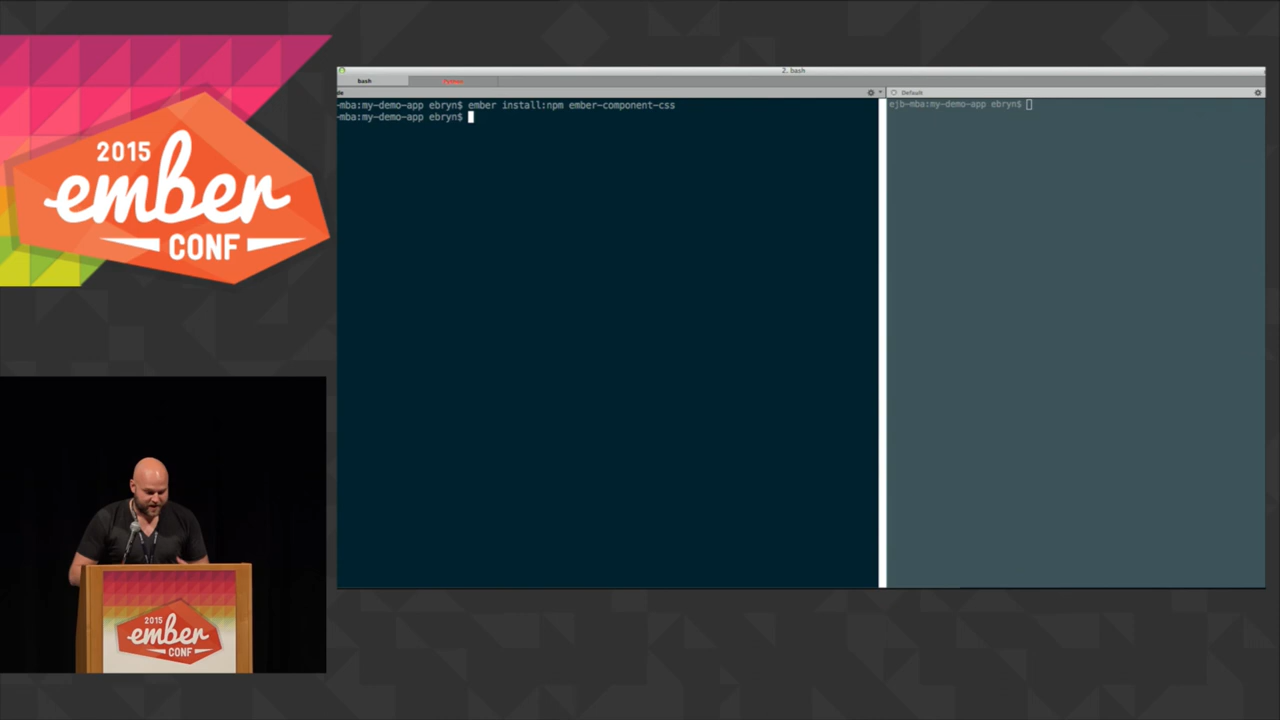 2015
ember
CONF
2. bash
bash
de
Default
-mba:my-demo-app ebryn$ ember install:npm ember-component-css
-mba:my-demo-app ebryn$
ejb-mba:my-demo-app ebryn$
2015
ember
CONF